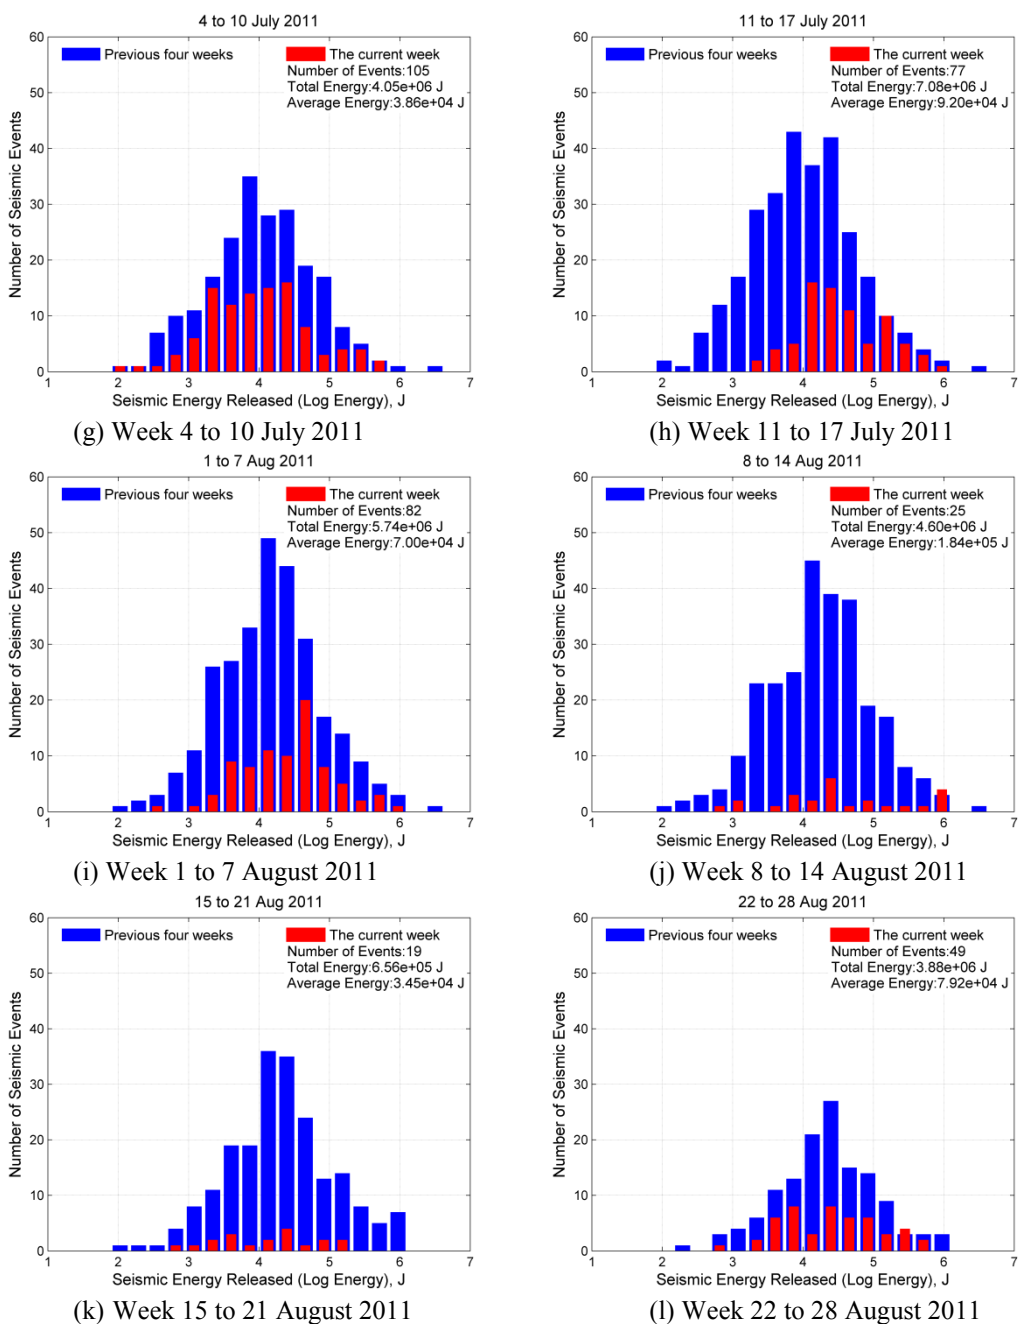 4 to 10 July 2011
Previous four weeks
The current week
Number of Events:105
Total Energy:4.05e+06 J
Average Energy:3.86e+04 J
Number of Seismic Events
60
50
40
30
20
10
0
1 2 3 4 5 6 7
Seismic Energy Released (Log Energy), J
(g) Week 4 to 10 July 2011
11 to 17 July 2011
Previous four weeks
The current week
Number of Events:77
Total Energy:7.08e+06 J
Average Energy:9.20e+04 J
Number of Seismic Events
60
50
40
30
20
10
0
1 2 3 4 5 6 7
Seismic Energy Released (Log Energy), J
(h) Week 11 to 17 July 2011
1 to 7 Aug 2011
Previous four weeks
The current week
Number of Events:82
Total Energy:5.74e+06 J
Average Energy:7.00e+04 J
Number of Seismic Events
60
50
40
30
20
10
0
1 2 3 4 5 6 7
Seismic Energy Released (Log Energy), J
(i) Week 1 to 7 August 2011
8 to 14 Aug 2011
Previous four weeks
The current week
Number of Events:25
Total Energy:4.60e+06 J
Average Energy:1.84e+05 J
Number of Seismic Events
60
50
40
30
20
10
0
1 2 3 4 5 6 7
Seismic Energy Released (Log Energy), J
(j) Week 8 to 14 August 2011
15 to 21 Aug 2011
Previous four weeks
The current week
Number of Events:19
Total Energy:6.56e+05 J
Average Energy:3.45e+04 J
Number of Seismic Events
60
50
40
30
20
10
0
1 2 3 4 5 6 7
Seismic Energy Released (Log Energy), J
(k) Week 15 to 21 August 2011
22 to 28 Aug 2011
Previous four weeks
The current week
Number of Events:49
Total Energy:3.88e+06 J
Average Energy:7.92e+04 J
Number of Seismic Events
60
50
40
30
20
10
0
1 2 3 4 5 6 7
Seismic Energy Released (Log Energy), J
(l) Week 22 to 28 August 2011